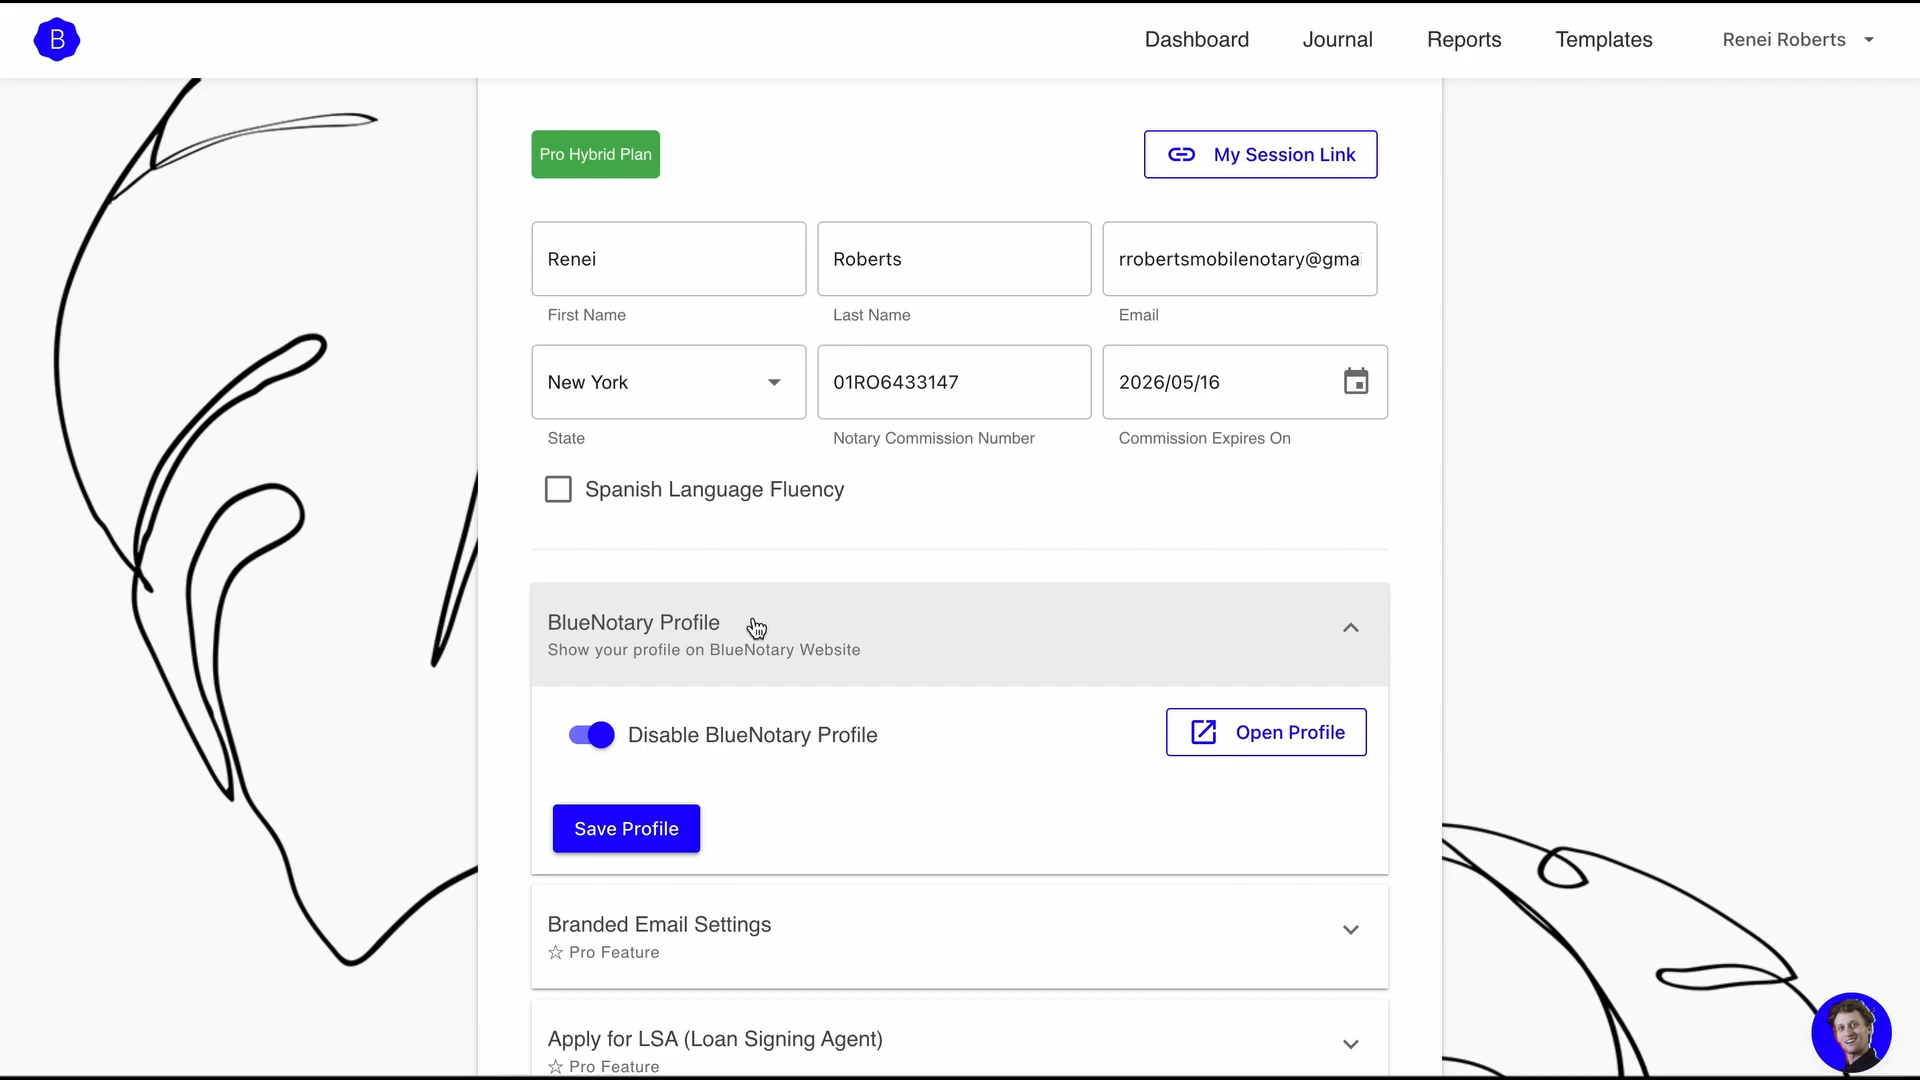 B
Dashboard
Journal
Reports
Templates
Renei Roberts
Pro Hybrid Plan
My Session Link
Renei
Roberts
rrobertsmobilenotary@gmai
First Name
Last Name
Email
New York
01RO6433147
2026/05/16
State
Notary Commission Number
Commission Expires On
Spanish Language Fluency
BlueNotary Profile
Show your profile on BlueNotary Website
Disable BlueNotary Profile
Open Profile
Save Profile
Branded Email Settings
Pro Feature
Apply for LSA (Loan Signing Agent)
Pro Feature